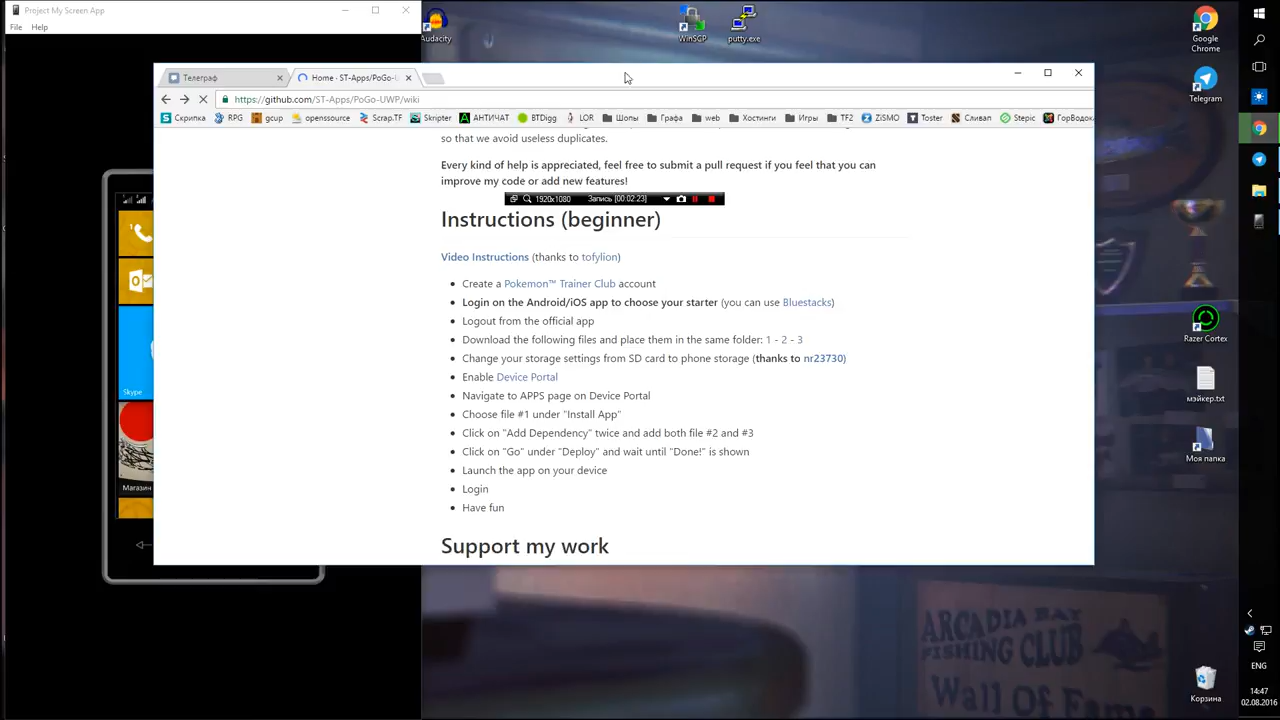 Project My Screen App
File Help
Skype
Магазин
Audacity
WinSCP
putty.exe
Google
Chrome
Telegram
Razer
Cortex
мэйкер.txt
Моя папка
Корзина
Телеграф
Home · ST-Apps/PoGo-U
https://github.com/ST-Apps/PoGo-UWP/wiki
Скрипка RPG gcup openssource Scrap.TF Skripter АНТИЧАТ BTDigg LOR Шопы Графа web Хостинги Игры TF2 ZiSMO Toster Сливап Stepic ГорВодок
so that we avoid useless duplicates.
Every kind of help is appreciated, feel free to submit a pull request if you feel that you can
improve my code or add new features!
1920x1080 Запись [00:02:23]
Instructions (beginner)
Video Instructions (thanks to tofylion)
Create a Pokemon™ Trainer Club account
Login on the Android/iOS app to choose your starter (you can use Bluestacks)
Logout from the official app
Download the following files and place them in the same folder: 1 - 2 - 3
Change your storage settings from SD card to phone storage (thanks to nr23730)
Enable Device Portal
Navigate to APPS page on Device Portal
Choose file #1 under "Install App"
Click on "Add Dependency" twice and add both file #2 and #3
Click on "Go" under "Deploy" and wait until "Done!" is shown
Launch the app on your device
Login
Have fun
Support my work
ARCADIA BAY
FISHING CLUB
Wall Of Fame
ENG
14:47
02.08.2016